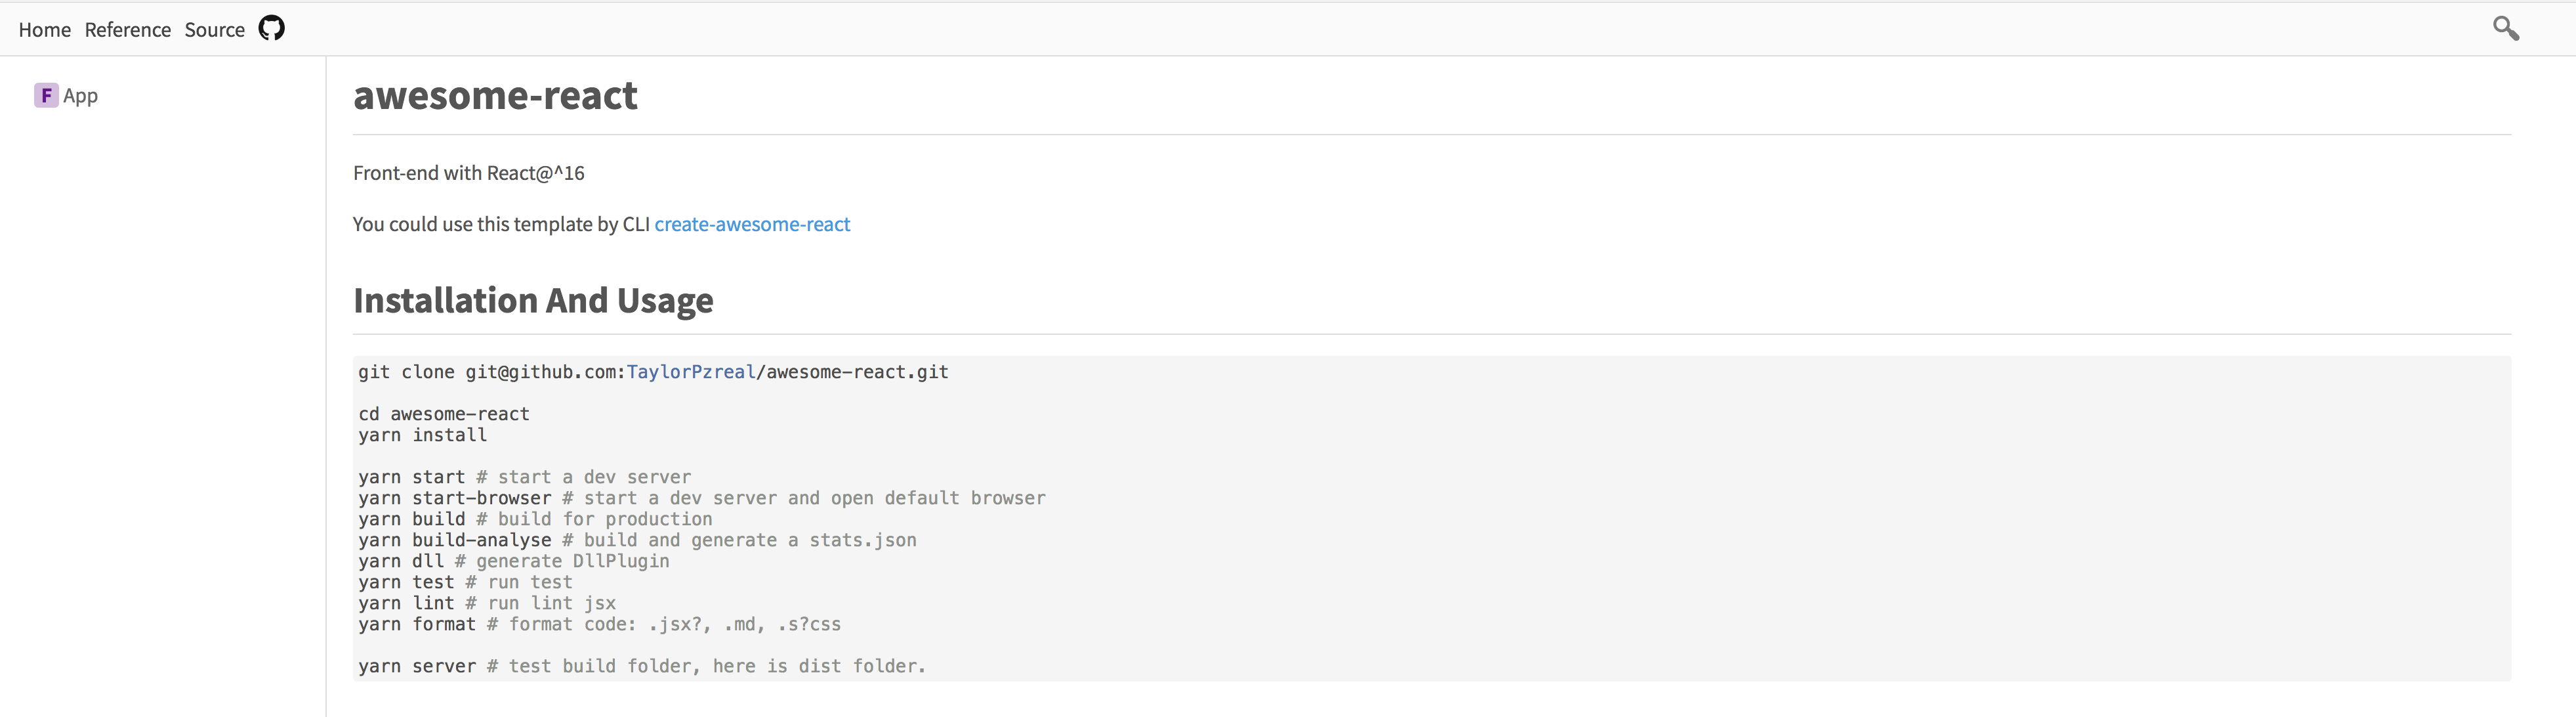 Home Reference Source
F App
awesome-react
Front-end with React@^16
You could use this template by CLI create-awesome-react
Installation And Usage
git clone git@github.com:TaylorPzreal/awesome-react.git
cd awesome-react
yarn install
yarn start # start a dev server
yarn start-browser # start a dev server and open default browser
yarn build # build for production
yarn build-analyse # build and generate a stats.json
yarn dll # generate DllPlugin
yarn test # run test
yarn lint # run lint jsx
yarn format # format code: .jsx?, .md, .s?css
yarn server # test build folder, here is dist folder.